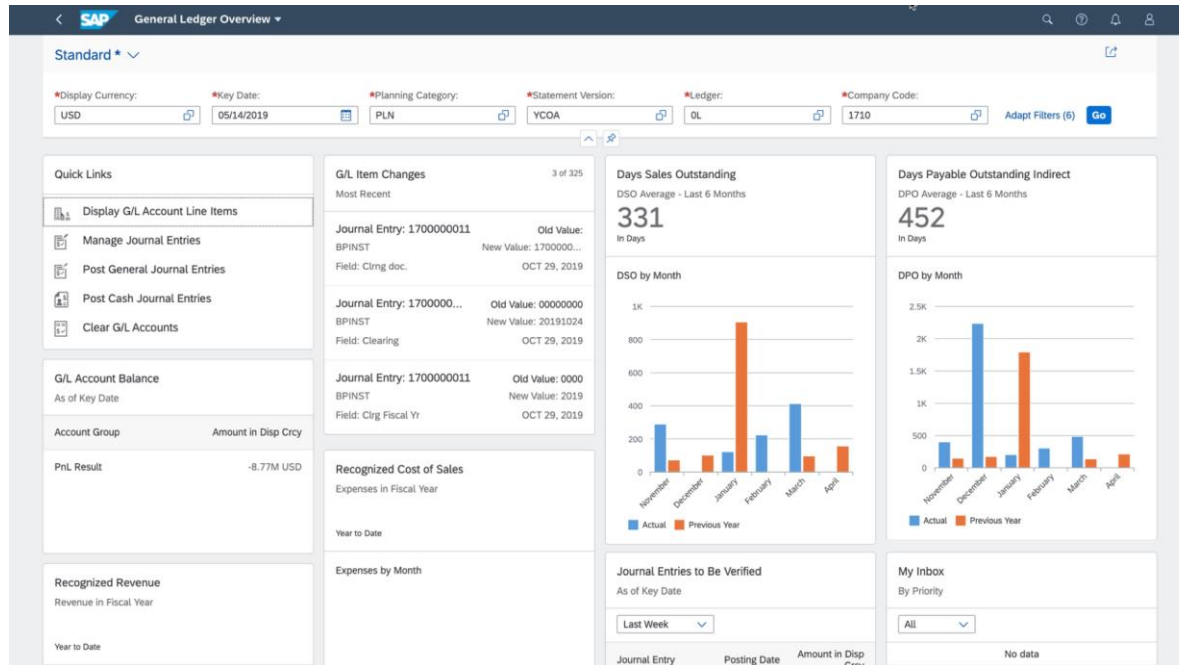 SAP General Ledger Overview
Standard *
*Display Currency: *Key Date: *Planning Category: *Statement Version: *Ledger: *Company Code:
USD 05/14/2019 PLN YCOA 0L 1710 Adapt Filters (6) Go
Quick Links
Display G/L Account Line Items
Manage Journal Entries
Post General Journal Entries
Post Cash Journal Entries
Clear G/L Accounts
G/L Account Balance
As of Key Date
Account Group Amount in Disp Crcy
PnL Result -8.77M USD
Recognized Revenue
Revenue in Fiscal Year
Year to Date
G/L Item Changes 3 of 325
Most Recent
Journal Entry: 1700000011 Old Value:
BPINST New Value: 1700000...
Field: Clrng doc. OCT 29, 2019
Journal Entry: 1700000... Old Value: 00000000
BPINST New Value: 20191024
Field: Clearing OCT 29, 2019
Journal Entry: 1700000011 Old Value: 0000
BPINST New Value: 2019
Field: Clrg Fiscal Yr OCT 29, 2019
Recognized Cost of Sales
Expenses in Fiscal Year
Year to Date
Expenses by Month
Days Sales Outstanding
DSO Average - Last 6 Months
331
In Days
DSO by Month
1K
800
600
400
200
0
November December January February March April
Actual Previous Year
Journal Entries to Be Verified
As of Key Date
Last Week
Journal Entry Posting Date Amount in Disp
Crcy
Days Payable Outstanding Indirect
DPO Average - Last 6 Months
452
In Days
DPO by Month
2.5K
2K
1.5K
1K
500
0
November December January February March April
Actual Previous Year
My Inbox
By Priority
All
No data